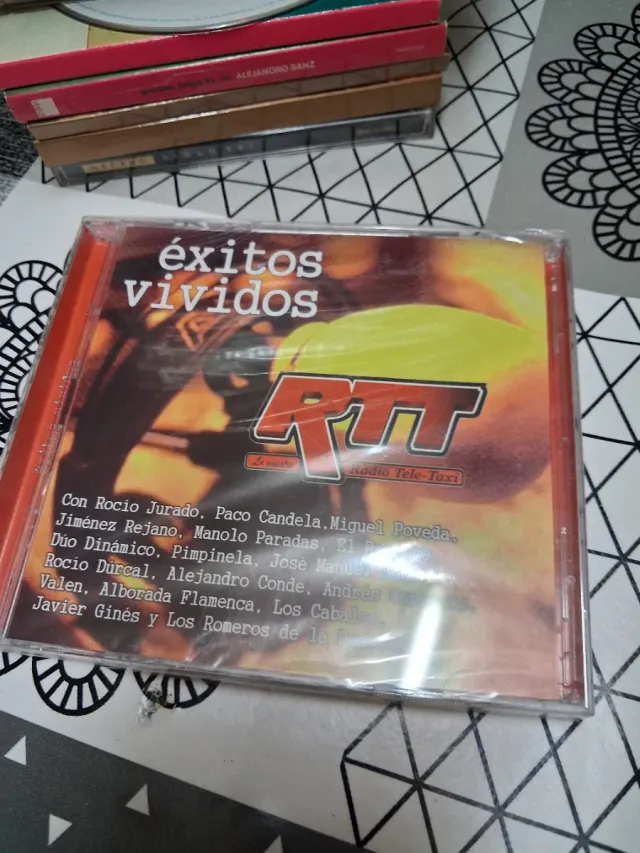 ALEJANDRO SANZ
éxitos
vividos
RTT
Radio Tele-Taxi
Con Rocío Jurado, Paco Candela, Miguel Poveda,
Jiménez Rejano, Manolo Paradas, El
Dúo Dinámico, Pimpinela, José Manuel
Rocío Dúrcal, Alejandro Conde, Andrés
Valen, Alborada Flamenca, Los
Javier Ginés y Los Romeros de la